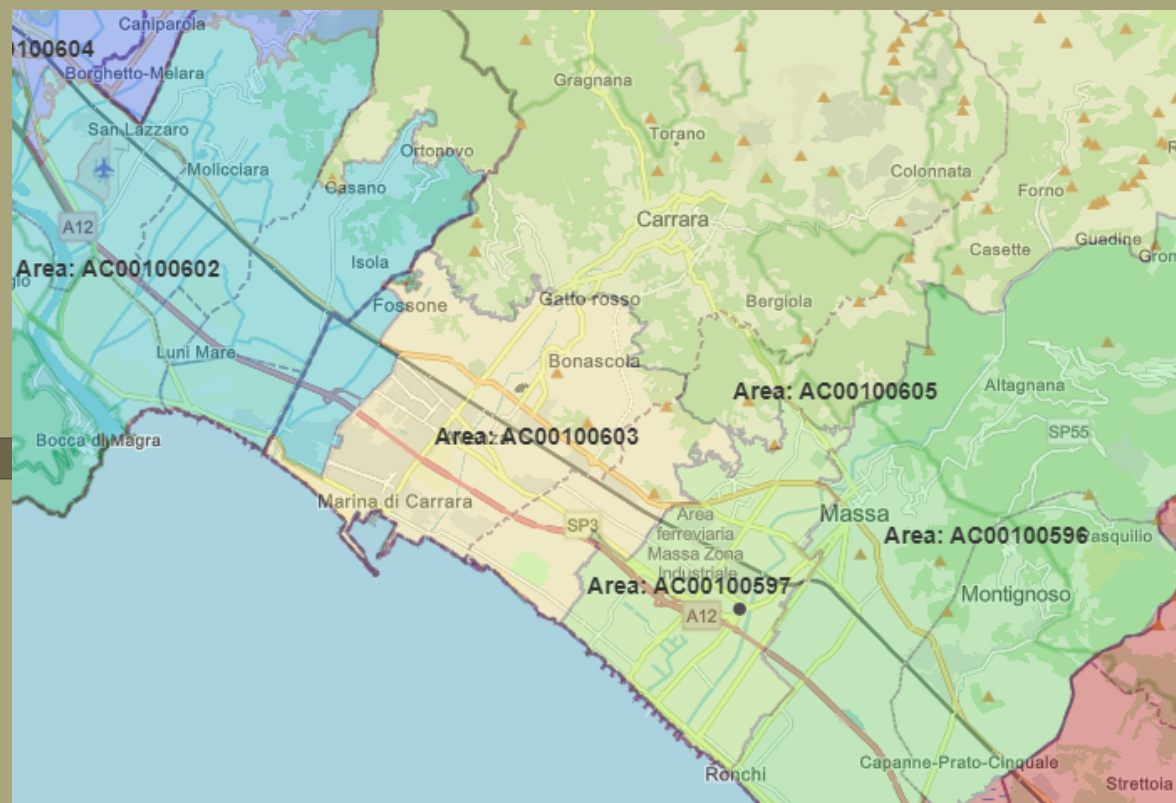 Caniparola
0100604
Borghetto-Melara
Gragnana
San Lazzaro
Torano
Ortonovo
Molicciara
Colonnata
Casano
Forno
Carrara
A12
Guadine
Casette
Isola
Area: AC00100602
Gatto rosso
Bergiola
Fossone
Luni Mare
Bonascola
Altagnana
Area: AC00100605
SP55
Bocca di Magra
Area: AC00100603
Marina di Carrara
Massa
SP3
Area
ferroviaria
Massa Zona
Industriale
Area: AC00100596
Pasquilio
Area: AC00100597
Montignoso
A12
Capanne-Prato-Cinquale
Ronchi
Strettoia